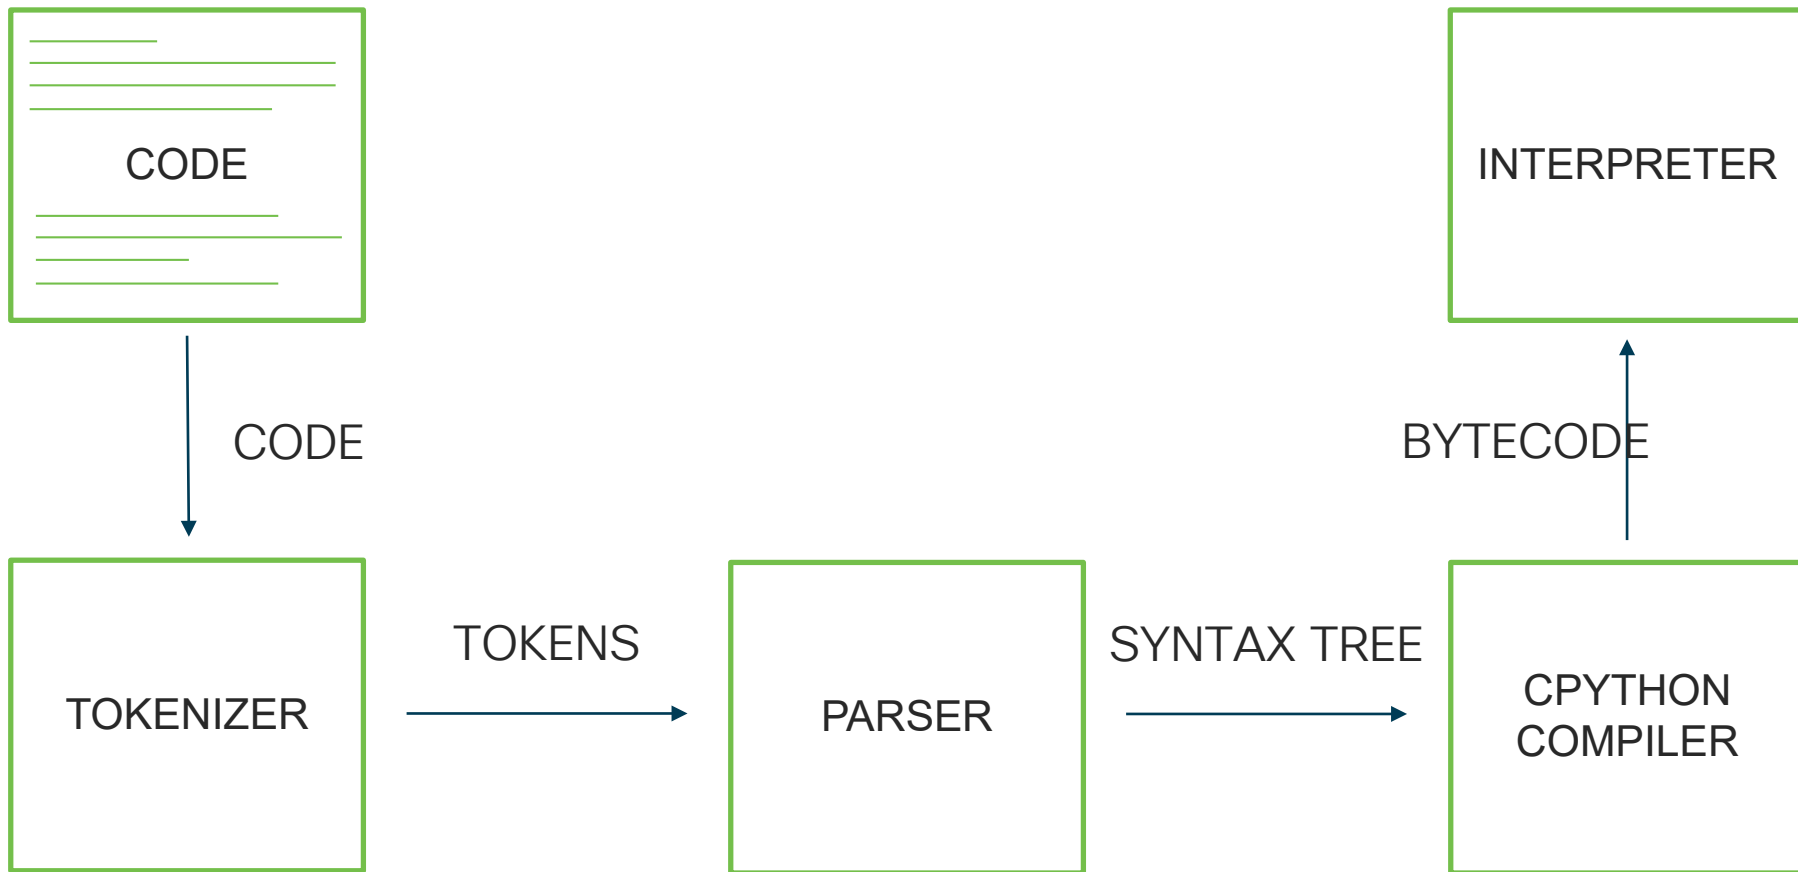 CODE
INTERPRETER
CODE
BYTECODE
TOKENS
SYNTAX TREE
TOKENIZER
PARSER
CPYTHON
COMPILER